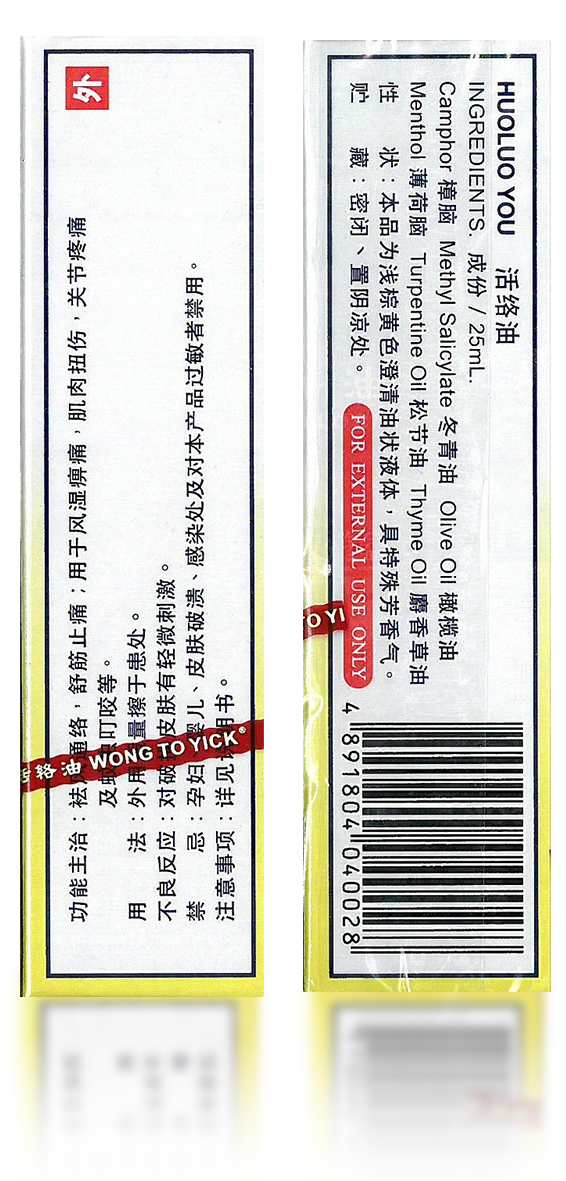 外
功能主治：祛 通络，舒筋止痛；用于风湿痹痛，肌肉扭伤，关节疼痛
及 叮咬等。
用 法：外用 量擦于患处。
不良反应：对破 皮肤有轻微刺激。
禁 忌：孕妇 婴儿、皮肤破溃、感染处及对本产品过敏者禁用。
注意事项：详见 明书。
络油 WONG TO YICK®
HUOLUO YOU 活络油
INGREDIENTS. 成份 / 25mL.
Camphor 樟脑 Methyl Salicylate 冬青油 Olive Oil 橄榄油
Menthol 薄荷脑 Turpentine Oil 松节油 Thyme Oil 麝香草油
性 状：本品为浅棕黄色澄清油状液体，具特殊芳香气。
贮 藏：密闭、置阴凉处。 FOR EXTERNAL USE ONLY
TO YI
4 891804 040028